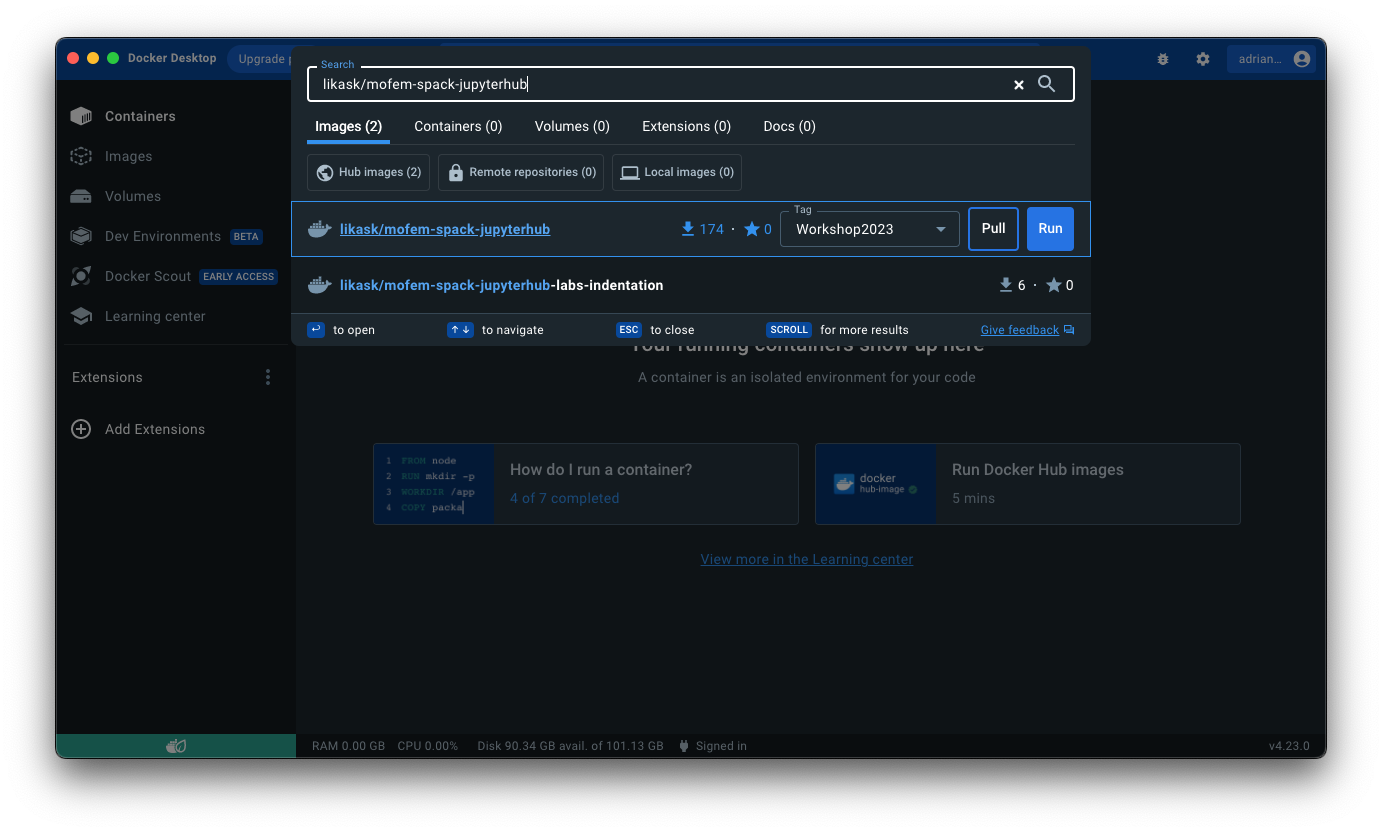 Docker Desktop
Upgrade
adrian...
Search
likask/mofem-spack-jupyterhub
Images (2) Containers (0) Volumes (0) Extensions (0) Docs (0)
Hub images (2) Remote repositories (0) Local images (0)
likask/mofem-spack-jupyterhub 174 · 0 Tag Workshop2023 Pull Run
likask/mofem-spack-jupyterhub-labs-indentation 6 · 0
to open to navigate ESC to close SCROLL for more results Give feedback
Containers
Images
Volumes
Dev Environments BETA
Docker Scout EARLY ACCESS
Learning center
Extensions
Add Extensions
Your running containers show up here
A container is an isolated environment for your code
1 FROM node
2 RUN mkdir -p
3 WORKDIR /app
4 COPY packa
How do I run a container?
4 of 7 completed
docker
hub-image
Run Docker Hub images
5 mins
View more in the Learning center
RAM 0.00 GB CPU 0.00% Disk 90.34 GB avail. of 101.13 GB Signed in v4.23.0